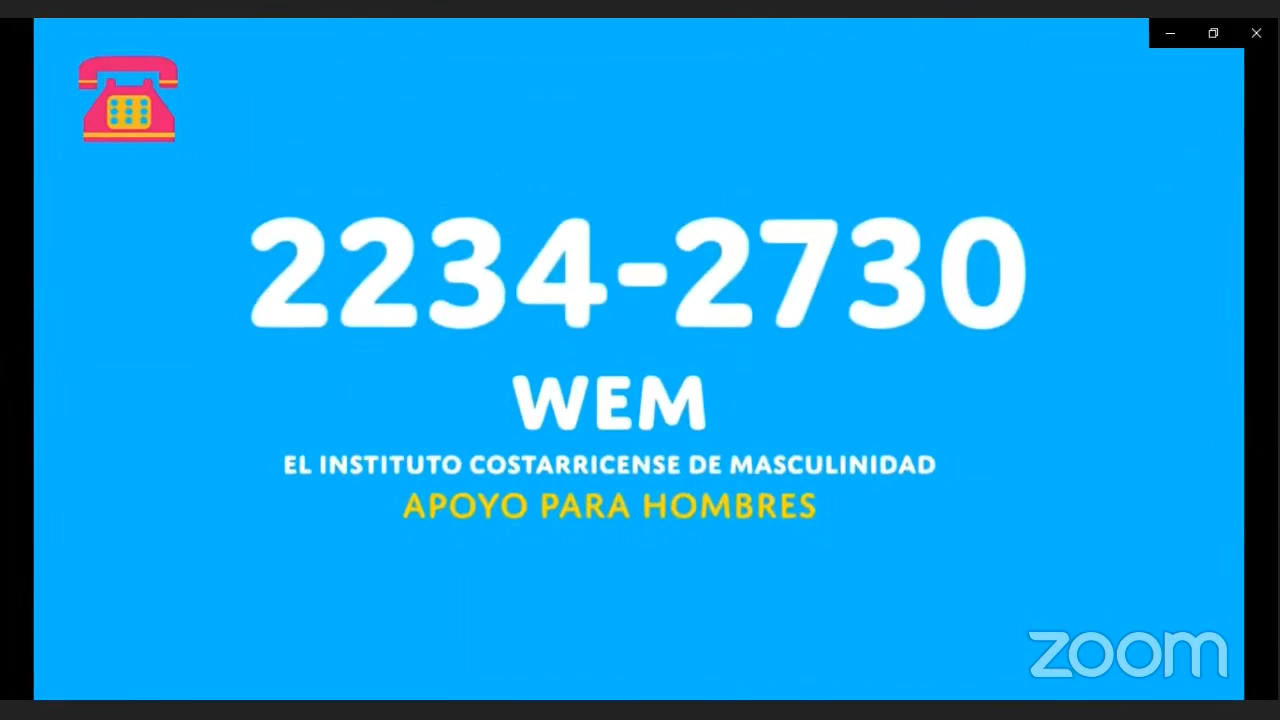 2234-2730
WEM
EL INSTITUTO COSTARRICENSE DE MASCULINIDAD
APOYO PARA HOMBRES
zoom